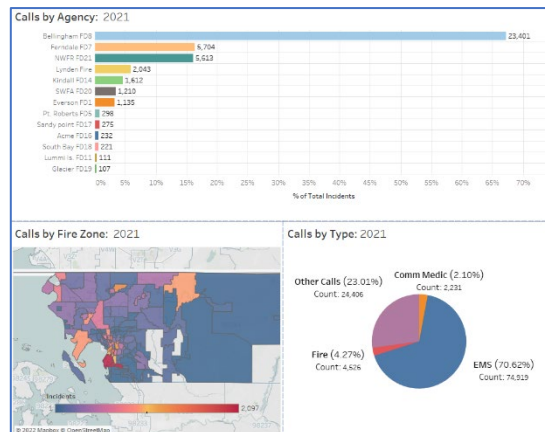 Calls by Agency: 2021
Bellingham FD8 23,401
Ferndale FD7 5,704
NWFR FD21 5,613
Lynden Fire 2,043
Kindall FD14 1,612
SWFA FD20 1,210
Everson FD1 1,135
Pt. Roberts FD5 298
Sandy point FD17 275
Acme FD16 232
South Bay FD18 221
Lummi Is. FD11 111
Glacier FD19 107
0% 5% 10% 15% 20% 25% 30% 35% 40% 45% 50% 55% 60% 65% 70%
% of Total Incidents
Calls by Fire Zone: 2021
Incidents
1 2,097
© 2022 Mapbox © OpenStreetMap
Calls by Type: 2021
Other Calls (23.01%)
Count: 24,406
Comm Medic (2.10%)
Count: 2,231
Fire (4.27%)
Count: 4,526
EMS (70.62%)
Count: 74,919